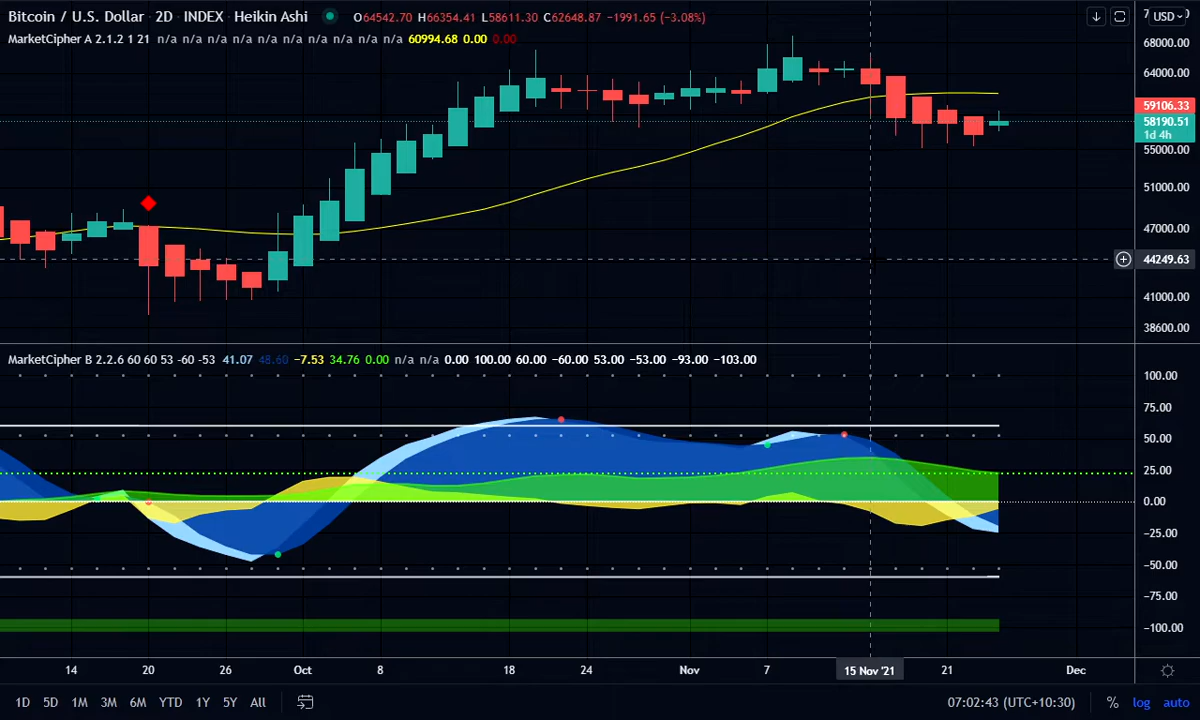 Bitcoin / U.S. Dollar 2D INDEX Heikin Ashi O64542.70 H66354.41 L58611.30 C62648.87 −1991.65 (−3.08%)
USD
MarketCipher A 2.1.2 1 21 n/a n/a n/a n/a n/a n/a n/a n/a n/a n/a 60994.68 0.00 0.00
68000.00
64000.00
59106.33
58190.51
1d 4h
55000.00
51000.00
47000.00
44249.63
41000.00
38600.00
MarketCipher B 2.2.6 60 60 53 -60 -53 41.07 48.60 −7.53 34.76 0.00 n/a n/a 0.00 100.00 60.00 −60.00 53.00 −53.00 −93.00 −103.00
100.00
75.00
50.00
25.00
0.00
−25.00
−50.00
−75.00
−100.00
14 20 26 Oct 8 18 24 Nov 7 15 Nov '21 21 Dec
1D 5D 1M 3M 6M YTD 1Y 5Y All 07:02:43 (UTC+10:30) % log auto